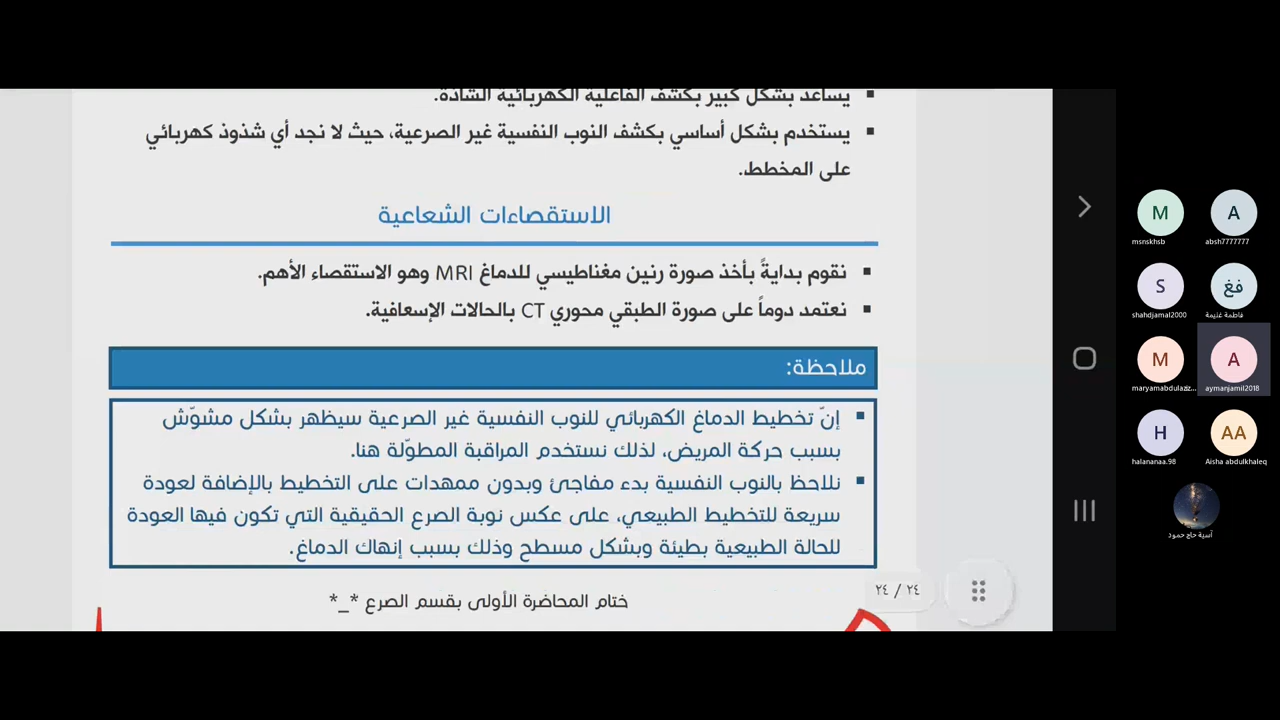 يساعد بشكل كبير بكشف الفاعلية الكهربائية الشاذة.
يستخدم بشكل أساسي بكشف النوب النفسية غير الصرعية، حيث لا نجد أي شذوذ كهربائي
على المخطط.
الاستقصاءات الشعاعية
نقوم بدايةً بأخذ صورة رنين مغناطيسي للدماغ MRI وهو الاستقصاء الأهم.
نعتمد دوماً على صورة الطبقي محوري CT بالحالات الإسعافية.
ملاحظة:
إنّ تخطيط الدماغ الكهربائي للنوب النفسية غير الصرعية سيظهر بشكل مشوّش
بسبب حركة المريض، لذلك نستخدم المراقبة المطوّلة هنا.
نلاحظ بالنوب النفسية بدء مفاجئ وبدون ممهدات على التخطيط بالإضافة لعودة
سريعة للتخطيط الطبيعي، على عكس نوبة الصرع الحقيقية التي تكون فيها العودة
للحالة الطبيعية بطيئة وبشكل مسطح وذلك بسبب إنهاك الدماغ.
٢٤ / ٢٤
ختام المحاضرة الأولى بقسم الصرع *_*
M
A
msnskhsb
absh7777777
S
فغ
shahdjamal2000
فاطمة غنيمة
M
A
maryamabdulaziz...
aymanjamil2018
H
AA
halananaa.98
Aisha abdulkhaleq
آسية حاج حمود